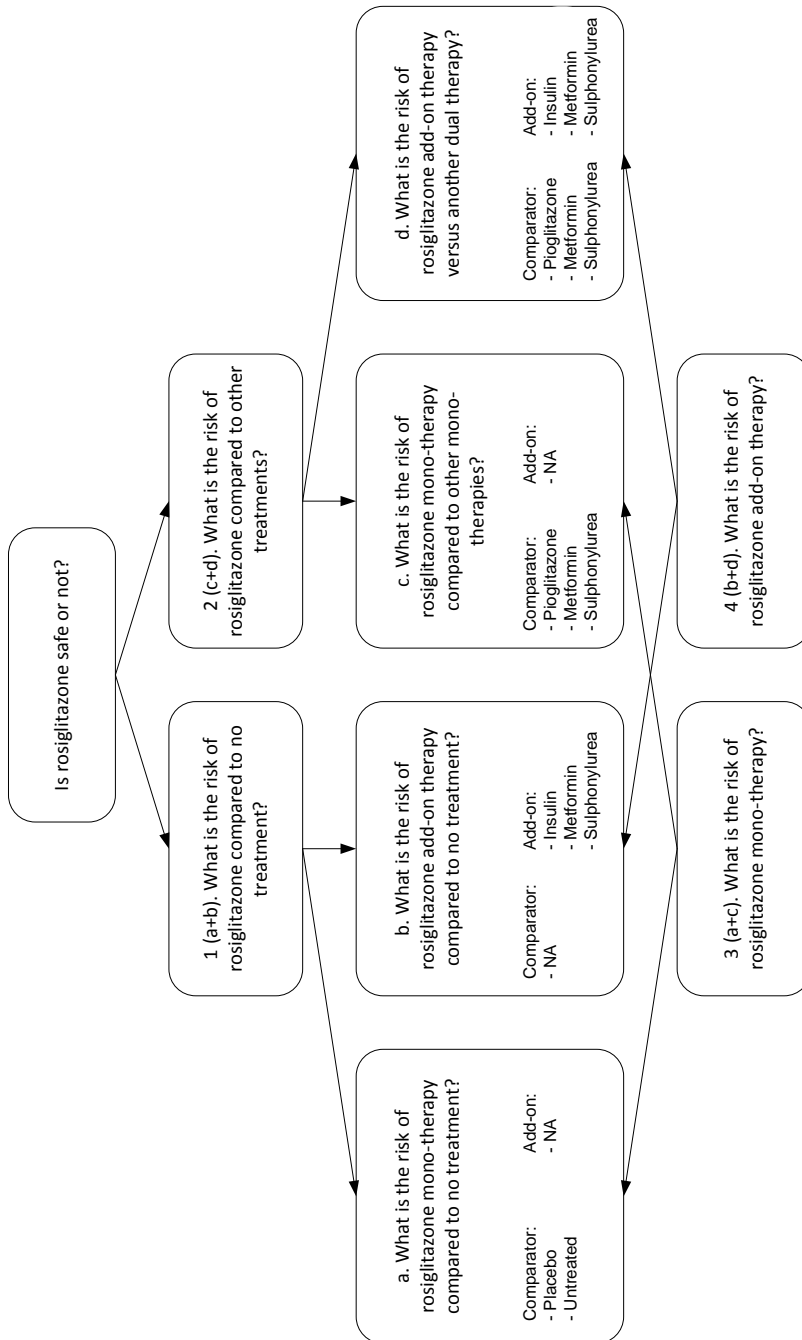 Is rosiglitazone safe or not?
1 (a+b). What is the risk of
rosiglitazone compared to no
treatment?
2 (c+d). What is the risk of
rosiglitazone compared to other
treatments?
a. What is the risk of
rosiglitazone mono-therapy
compared to no treatment?
Comparator:
- Placebo
- Untreated
Add-on:
- NA
b. What is the risk of
rosiglitazone add-on therapy
compared to no treatment?
Comparator:
- NA
Add-on:
- Insulin
- Metformin
- Sulphonylurea
c. What is the risk of
rosiglitazone mono-therapy
compared to other mono-
therapies?
Comparator:
- Pioglitazone
- Metformin
- Sulphonylurea
Add-on:
- NA
d. What is the risk of
rosiglitazone add-on therapy
versus another dual therapy?
Comparator:
- Pioglitazone
- Metformin
- Sulphonylurea
Add-on:
- Insulin
- Metformin
- Sulphonylurea
3 (a+c). What is the risk of
rosiglitazone mono-therapy?
4 (b+d). What is the risk of
rosiglitazone add-on therapy?